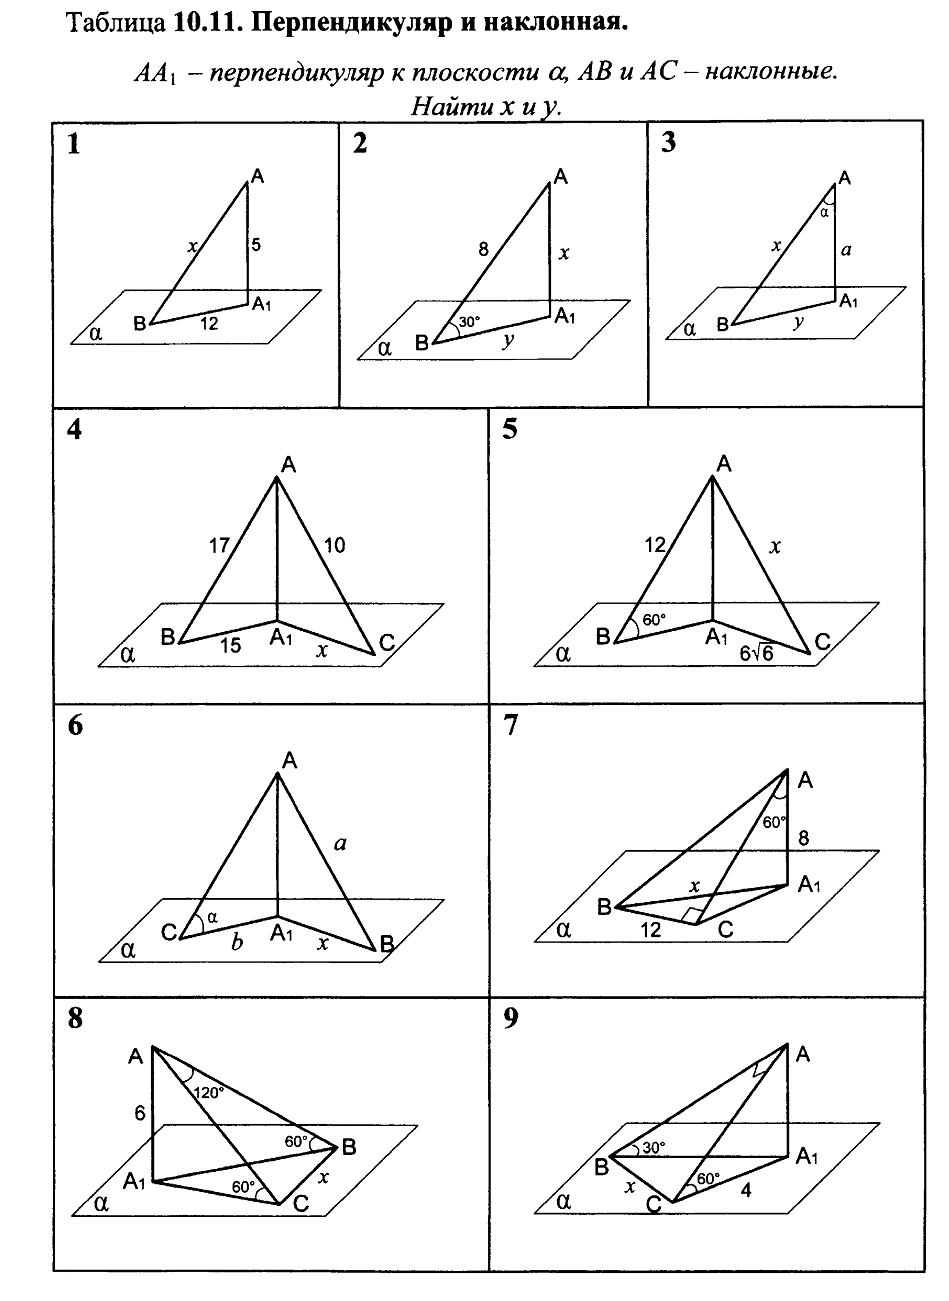 Таблица 10.11. Перпендикуляр и наклонная.
AA₁ – перпендикуляр к плоскости α, AB и AC – наклонные.
Найти x и y.
1
A
x
5
A₁
B
12
α
2
A
8
x
30°
A₁
B
y
α
3
A
α
x
a
A₁
B
y
α
4
A
17
10
B
15
A₁
x
C
α
5
A
12
x
60°
B
A₁
6√6
C
α
6
A
a
α
C
b
A₁
x
B
α
7
A
60°
8
x
A₁
B
12
C
α
8
A
120°
6
60°
B
A₁
60°
x
C
α
9
A
30°
A₁
B
60°
x
4
C
α